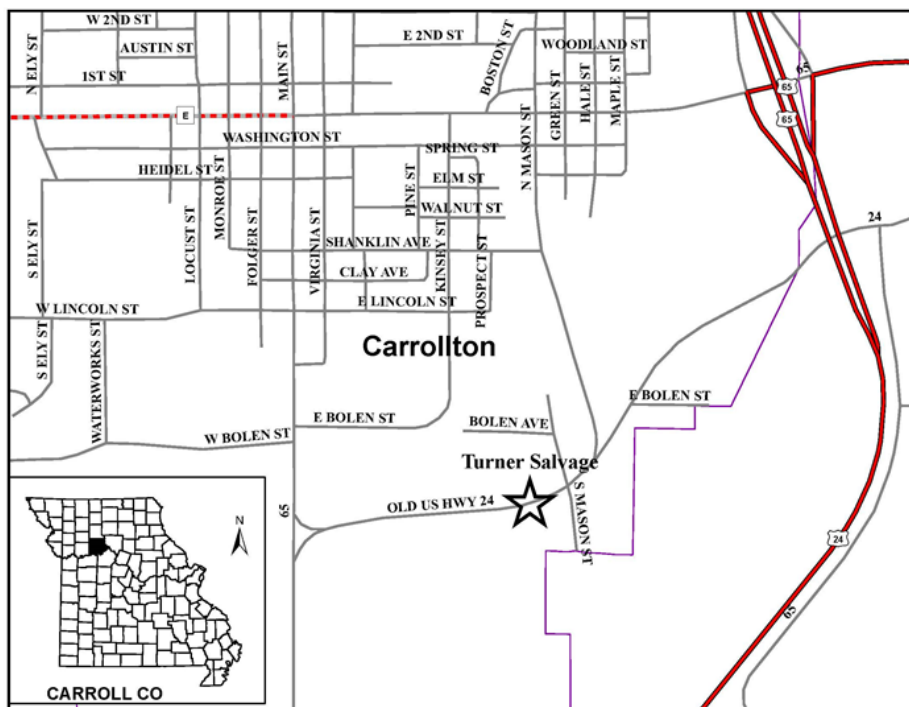 W 2ND ST
AUSTIN ST
1ST ST
N ELY ST
MAIN ST
E 2ND ST
BOSTON ST
WOODLAND ST
GREEN ST
HALE ST
MAPLE ST
65
65
65
E
WASHINGTON ST
SPRING ST
N MASON ST
HEIDEL ST
MONROE ST
PINE ST
ELM ST
WALNUT ST
24
S ELY ST
LOCUST ST
FOLGER ST
VIRGINIA ST
SHANKLIN AVE
KINSEY ST
PROSPECT ST
CLAY AVE
W LINCOLN ST
E LINCOLN ST
S ELY ST
WATERWORKS ST
Carrollton
E BOLEN ST
E BOLEN ST
BOLEN AVE
W BOLEN ST
Turner Salvage
OLD US HWY 24
S MASON ST
65
24
65
N
CARROLL CO